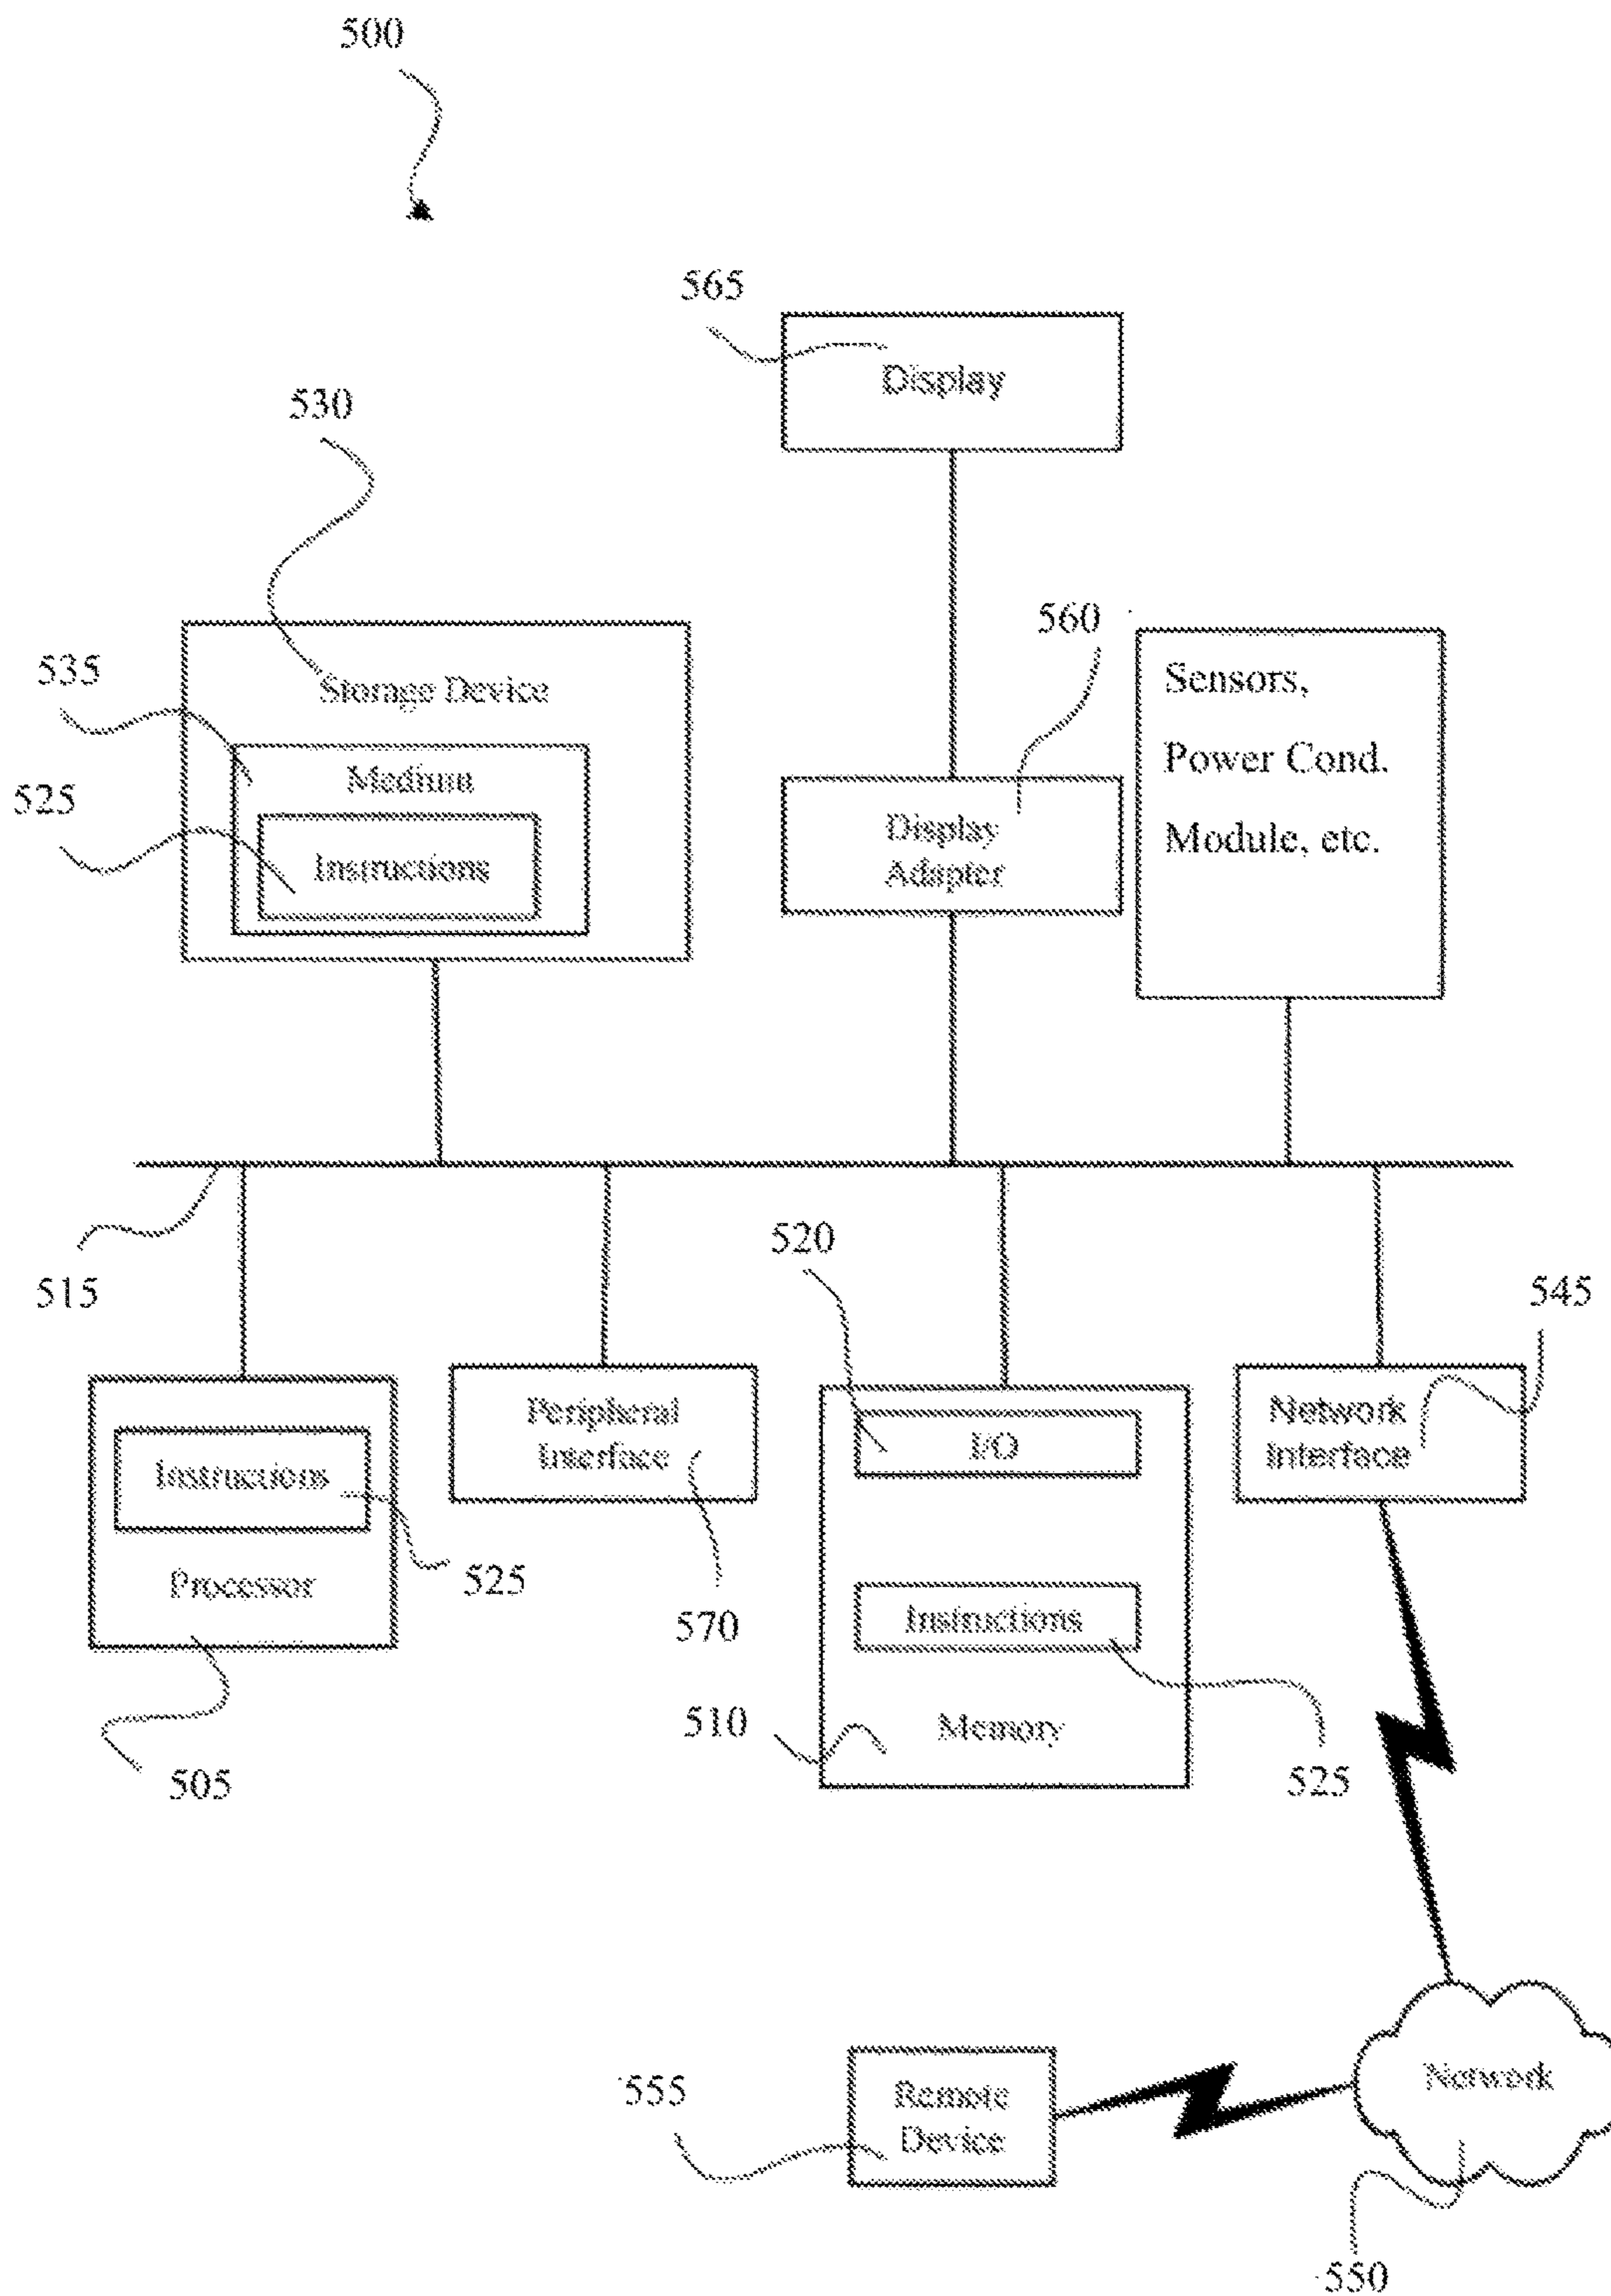 500
565
Display
530
560
Sensors,
Power Cond.
Module, etc.
535
Storage Device
Medium
525
Instructions
Display
Adapter
515
520
545
Instructions
Processor
525
505
Peripheral
Interface
570
I/O
Instructions
510
Memory
525
Network
Interface
555
Remote
Device
Network
550